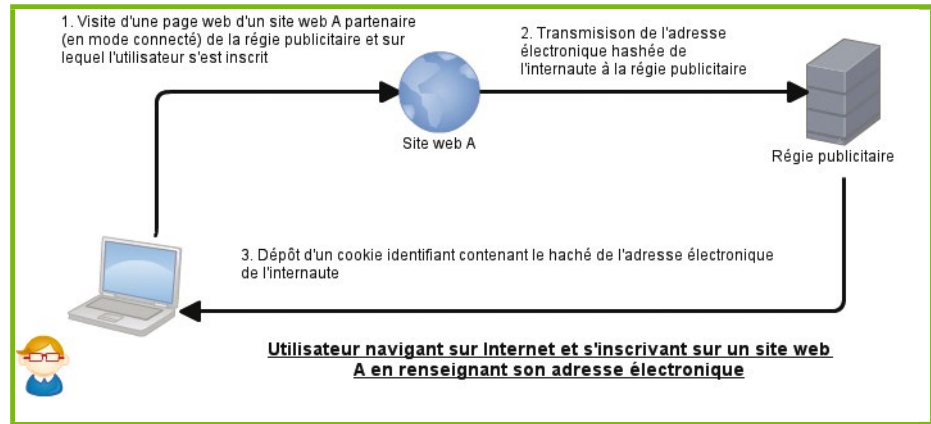 1. Visite d'une page web d'un site web A partenaire
(en mode connecté) de la régie publicitaire et sur
lequel l'utilisateur s'est inscrit
2. Transmisison de l'adresse
électronique hashée de
l'internaute à la régie publicitaire
Site web A
Régie publicitaire
3. Dépôt d'un cookie identifiant contenant le haché de l'adresse électronique
de l'internaute
Utilisateur navigant sur Internet et s'inscrivant sur un site web
A en renseignant son adresse électronique